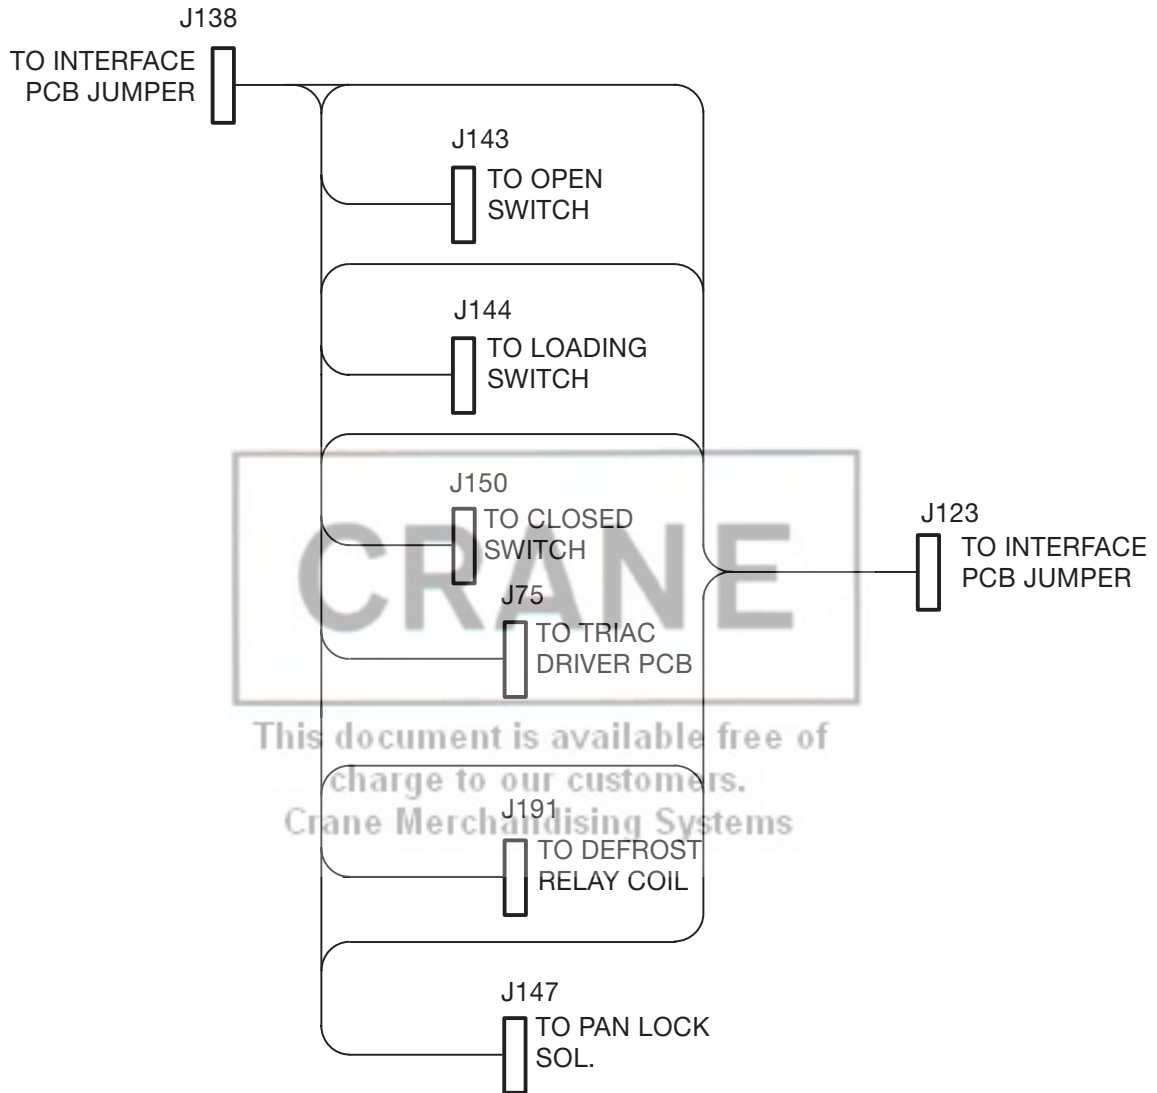 J138
TO INTERFACE
PCB JUMPER
J143
TO OPEN
SWITCH
J144
TO LOADING
SWITCH
J150
TO CLOSED
SWITCH
CRANE
J123
TO INTERFACE
PCB JUMPER
J75
TO TRIAC
DRIVER PCB
This document is available free of
charge to our customers.
Crane Merchandising Systems
J191
TO DEFROST
RELAY COIL
J147
TO PAN LOCK
SOL.